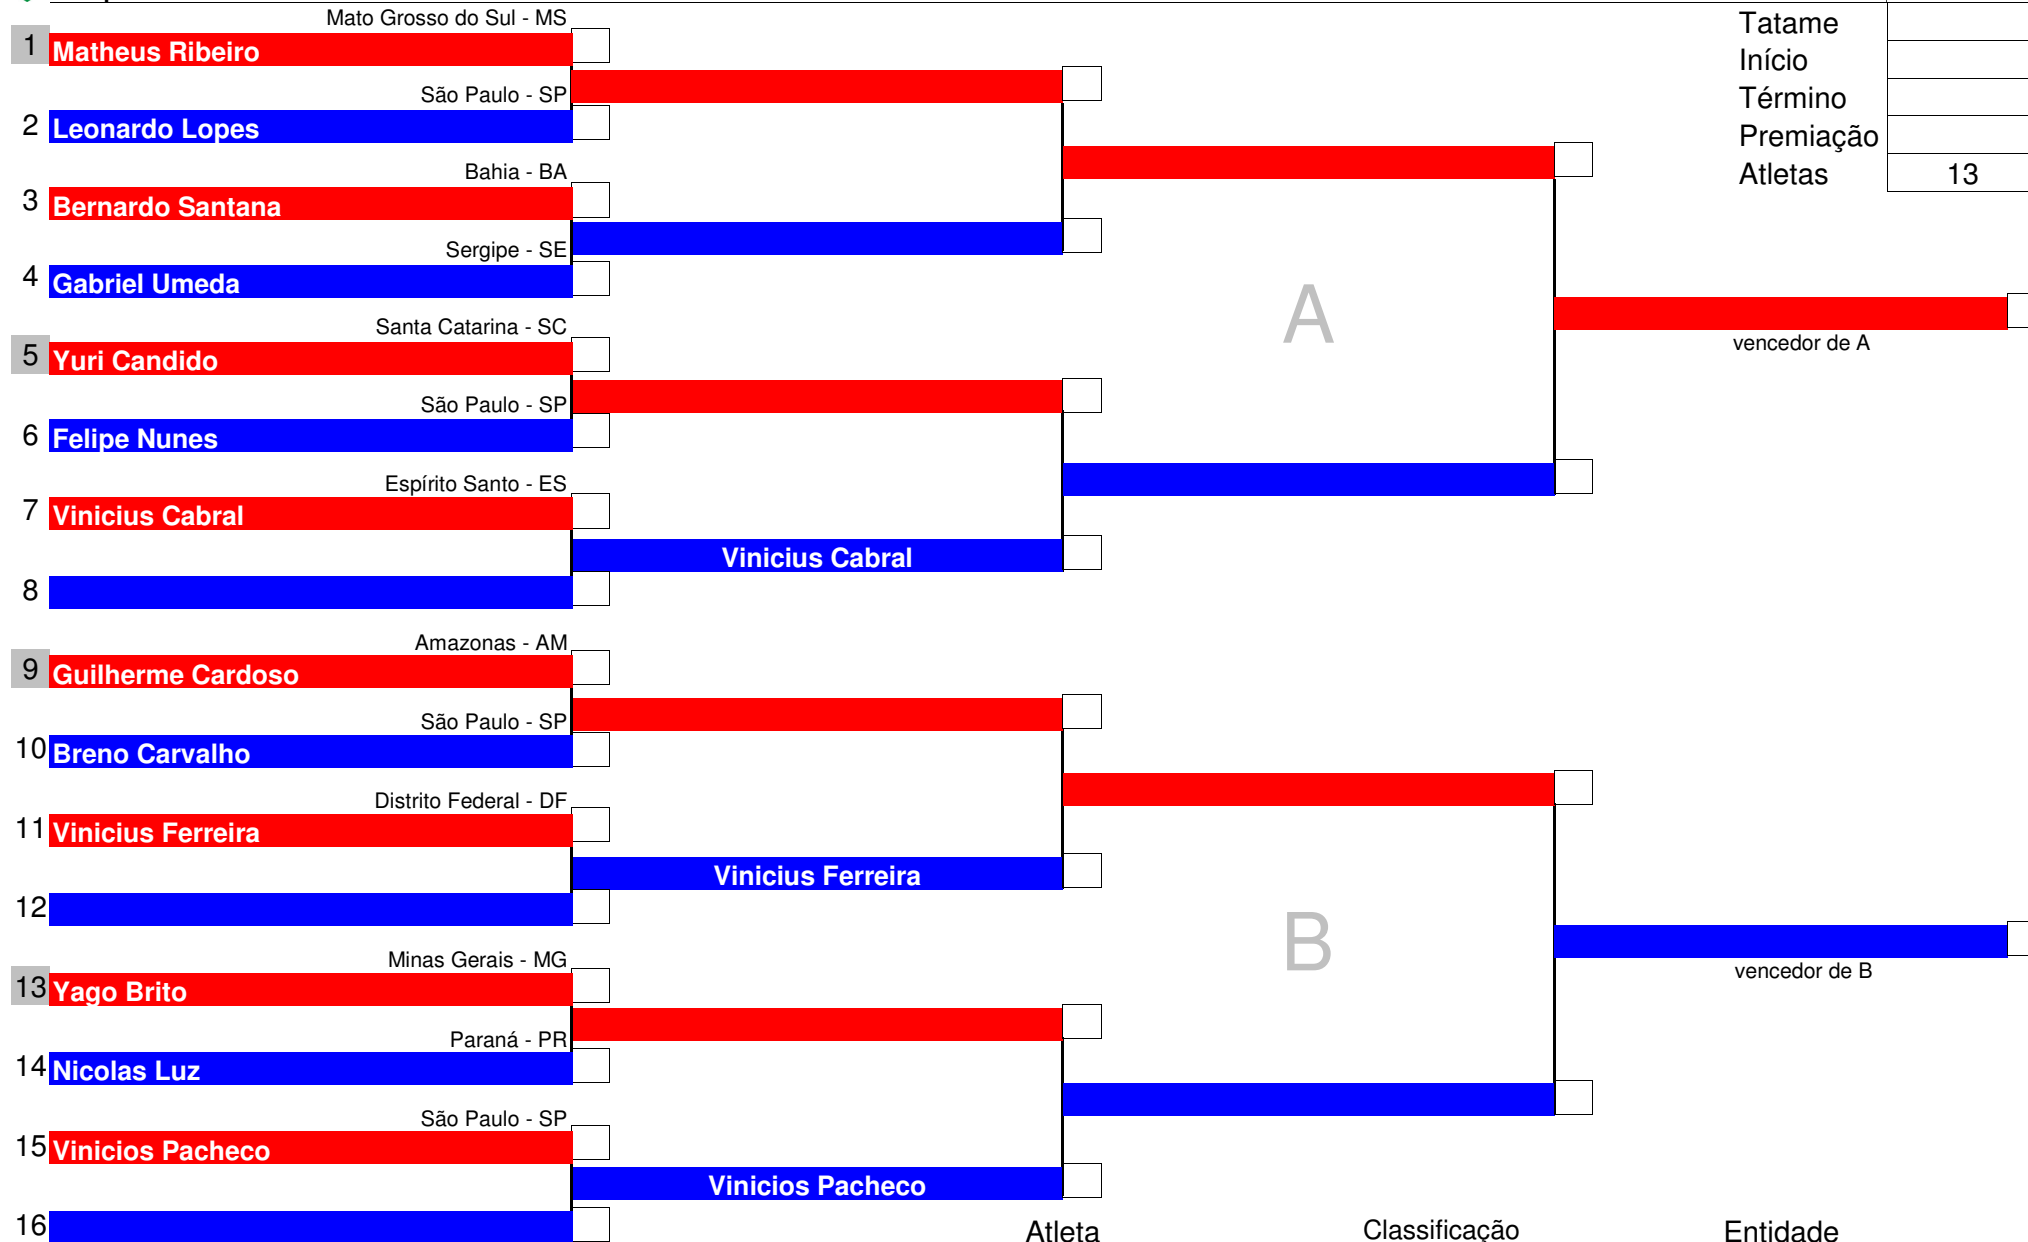 Mato Grosso do Sul - MS
1 Matheus Ribeiro
São Paulo - SP
2 Leonardo Lopes
Bahia - BA
3 Bernardo Santana
Sergipe - SE
4 Gabriel Umeda
Santa Catarina - SC
5 Yuri Candido
São Paulo - SP
6 Felipe Nunes
Espírito Santo - ES
7 Vinicius Cabral
Vinicius Cabral
8
Amazonas - AM
9 Guilherme Cardoso
São Paulo - SP
10 Breno Carvalho
Distrito Federal - DF
11 Vinicius Ferreira
Vinicius Ferreira
12
Minas Gerais - MG
13 Yago Brito
Paraná - PR
14 Nicolas Luz
São Paulo - SP
15 Vinicios Pacheco
Vinicios Pacheco
16
A
vencedor de A
B
vencedor de B
Tatame
Início
Término
Premiação
Atletas 13
Atleta Classificação Entidade